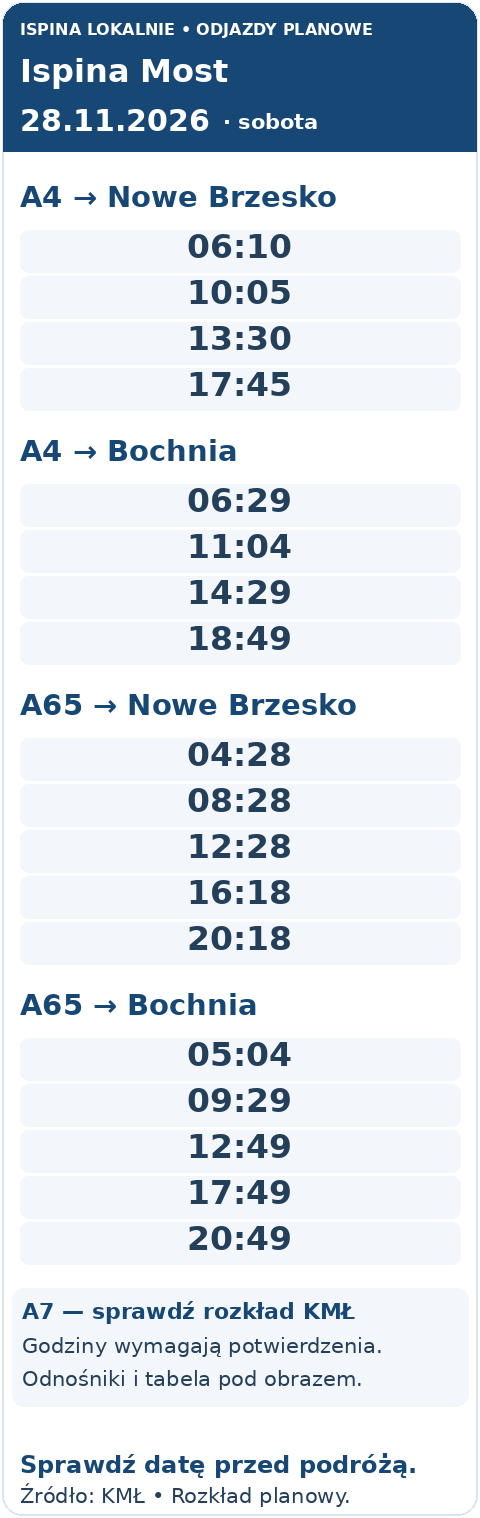 ISPINA LOKALNIE • ODJAZDY PLANOWE
Ispina Most
28.11.2026 · sobota
A4 → Nowe Brzesko
06:10
10:05
13:30
17:45
A4 → Bochnia
06:29
11:04
14:29
18:49
A65 → Nowe Brzesko
04:28
08:28
12:28
16:18
20:18
A65 → Bochnia
05:04
09:29
12:49
17:49
20:49
A7 — sprawdź rozkład KMŁ
Godziny wymagają potwierdzenia.
Odnośniki i tabela pod obrazem.
Sprawdź datę przed podróżą.
Źródło: KMŁ • Rozkład planowy.